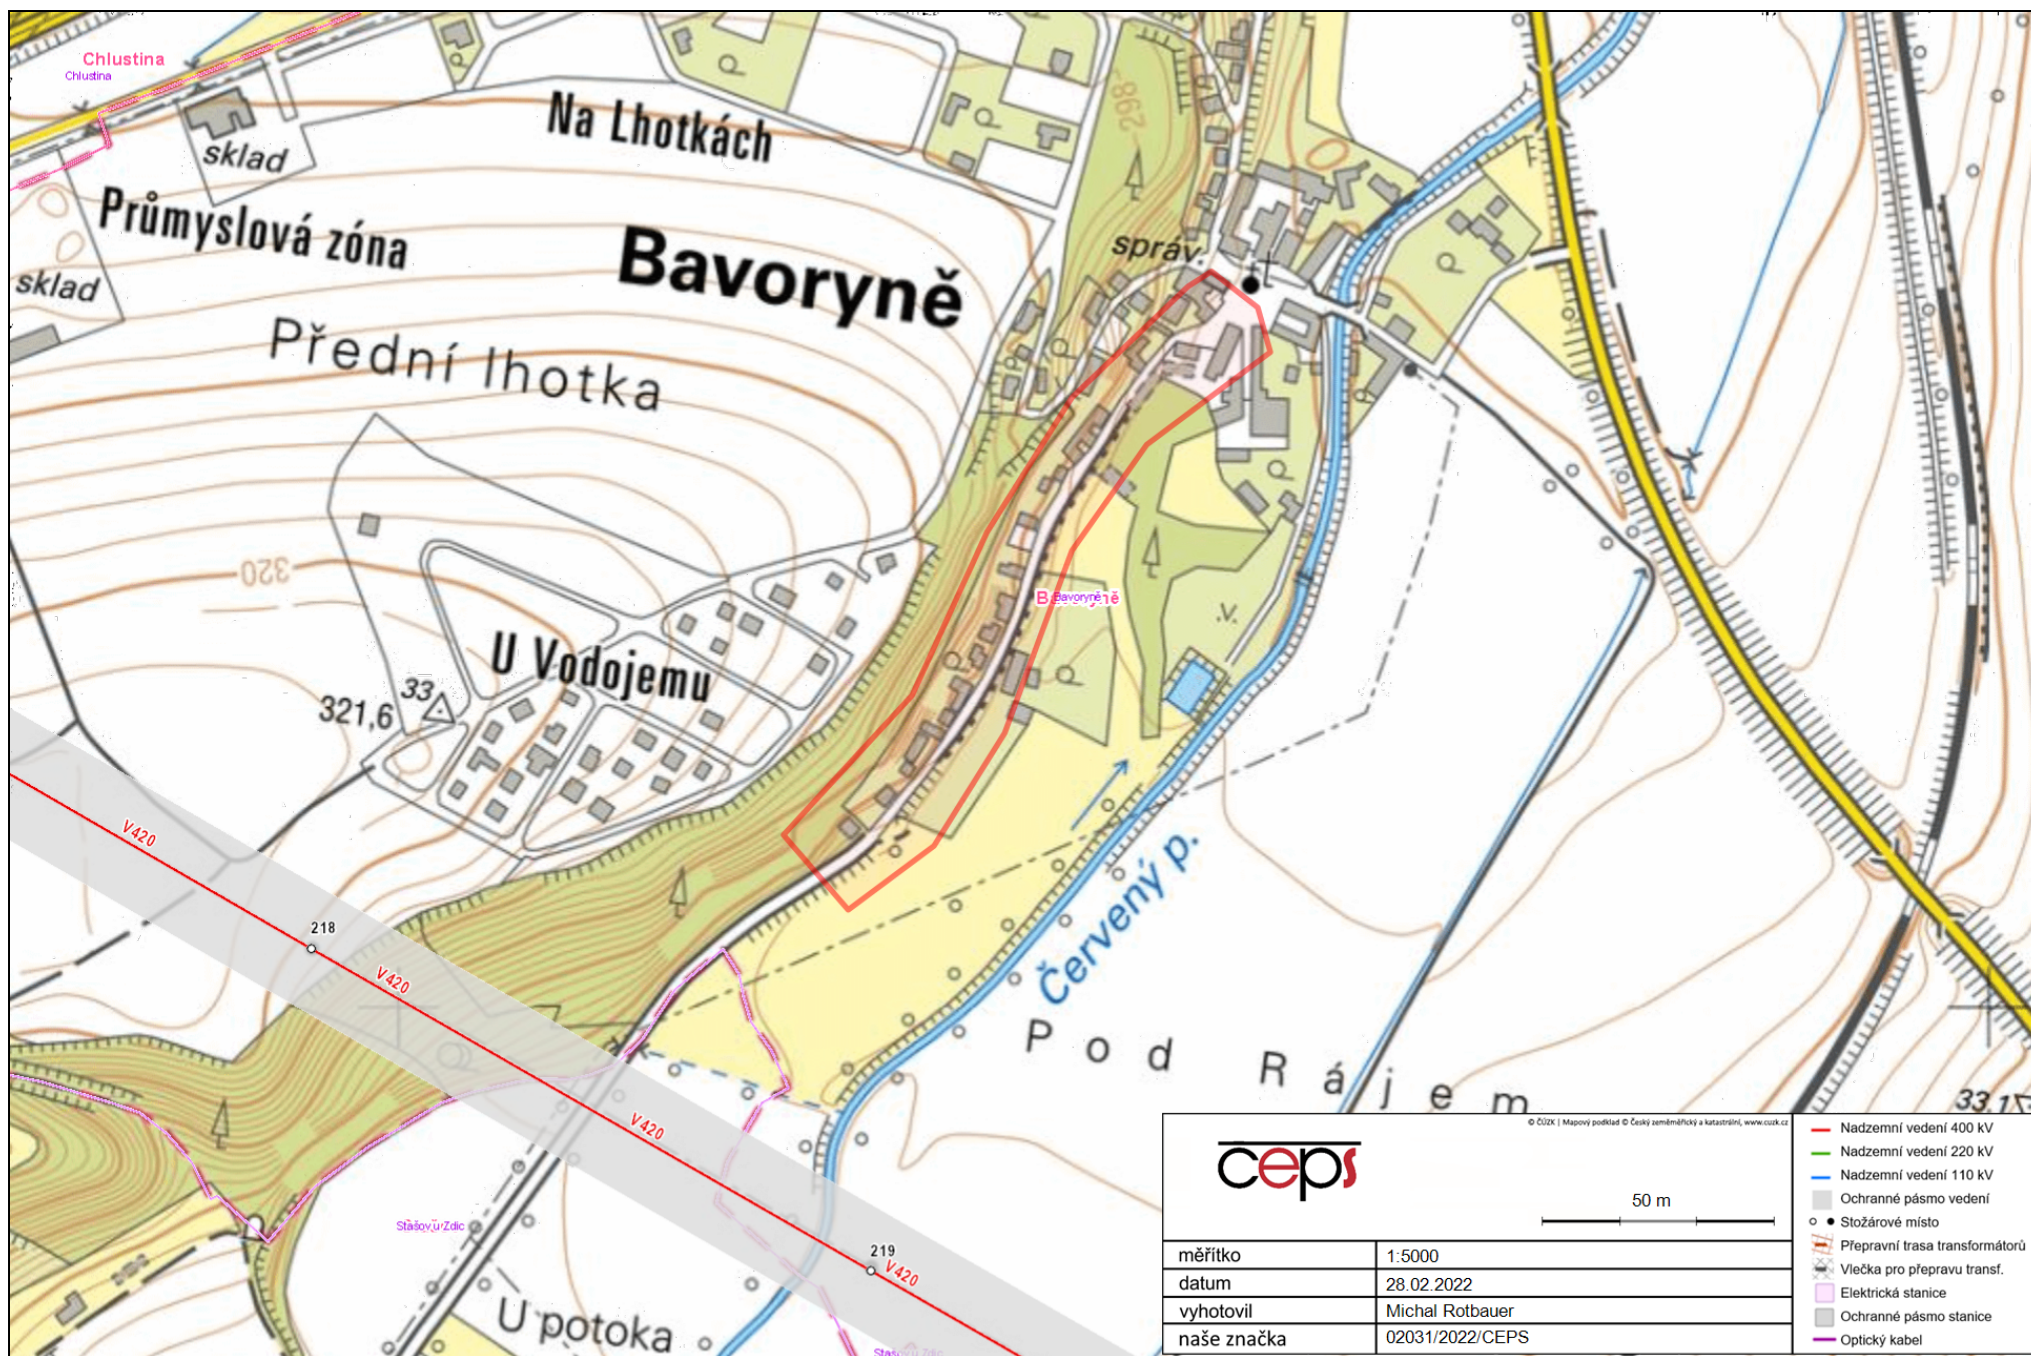 Chlustina
Chlustina
Na Lhotkách
298
sklad
Průmyslová zóna
sklad
Bavoryně
správ.
Přední lhotka
320
Bavoryně
U Vodojemu
33
321,6
.v.
V420
218
V420
Červený p.
Pod Rájem
V420
33.1
Stašov u Zdic
219
V420
U potoka
© ČÚZK | Mapový podklad © Český zeměměřický a katastrální, www.cuzk.cz
ceps
50 m
měřítko 1:5000
datum 28.02.2022
vyhotovil Michal Rotbauer
naše značka 02031/2022/CEPS
Nadzemní vedení 400 kV
Nadzemní vedení 220 kV
Nadzemní vedení 110 kV
Ochranné pásmo vedení
Stožárové místo
Přepravní trasa transformátorů
Vlečka pro přepravu transf.
Elektrická stanice
Ochranné pásmo stanice
Optický kabel